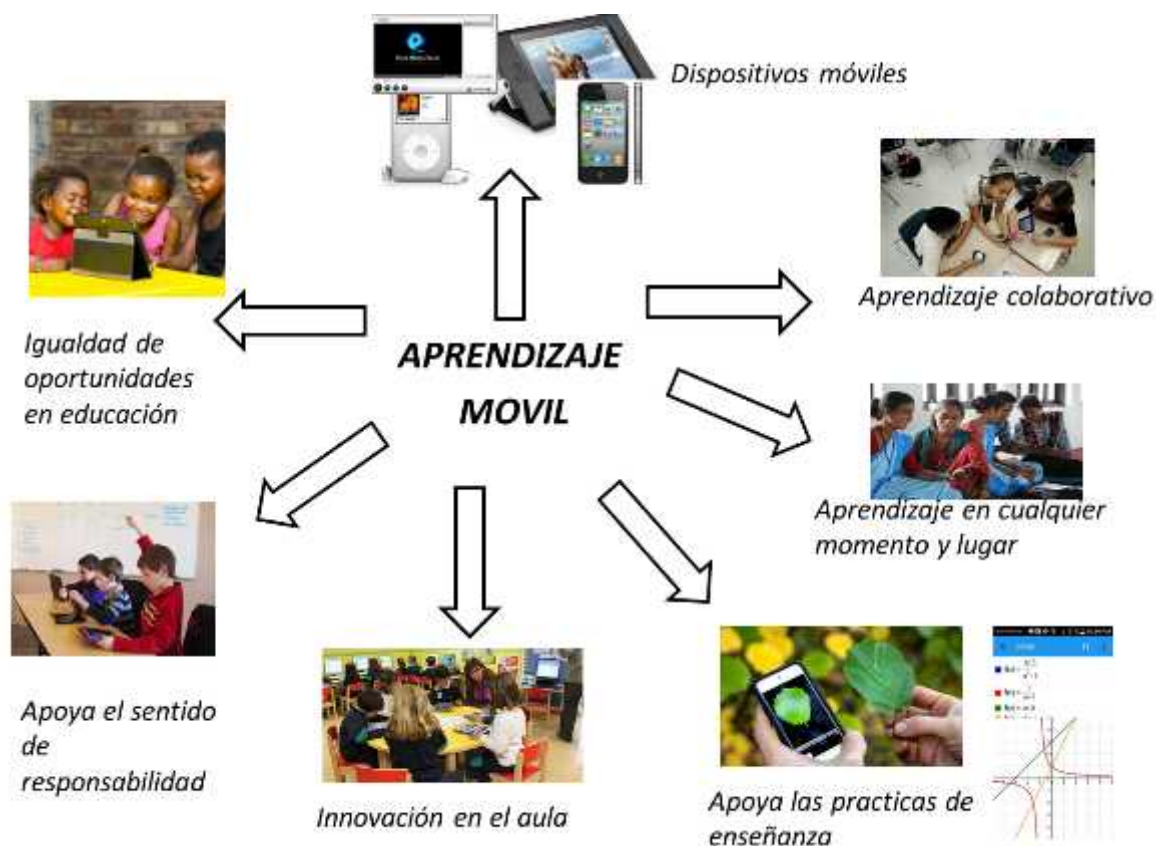 Dispositivos móviles
Aprendizaje colaborativo
Igualdad de
oportunidades
en educación
APRENDIZAJE
MOVIL
Aprendizaje en cualquier
momento y lugar
Apoya el sentido
de
responsabilidad
Innovación en el aula
Apoya las practicas de
enseñanza